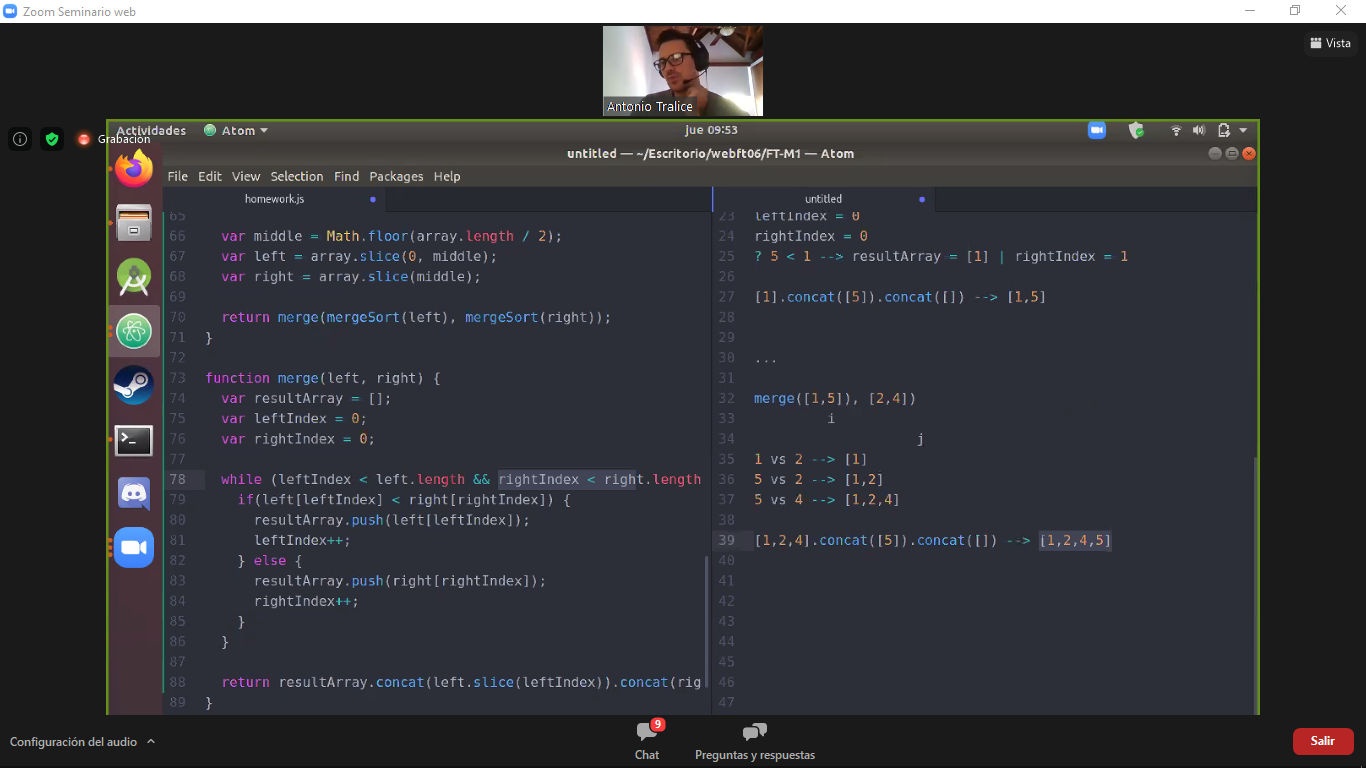 Zoom Seminario web
Vista
Antonio Tralice
Grabación
Actividades
Atom
jue 09:53
untitled — ~/Escritorio/webft06/FT-M1 — Atom
File Edit View Selection Find Packages Help
homework.js
65
66 var middle = Math.floor(array.length / 2);
67 var left = array.slice(0, middle);
68 var right = array.slice(middle);
69
70 return merge(mergeSort(left), mergeSort(right));
71 }
72
73 function merge(left, right) {
74 var resultArray = [];
75 var leftIndex = 0;
76 var rightIndex = 0;
77
78 while (leftIndex < left.length && rightIndex < right.length
79 if(left[leftIndex] < right[rightIndex]) {
80 resultArray.push(left[leftIndex]);
81 leftIndex++;
82 } else {
83 resultArray.push(right[rightIndex]);
84 rightIndex++;
85 }
86 }
87
88 return resultArray.concat(left.slice(leftIndex)).concat(rig
89 }
untitled
23 leftIndex = 0
24 rightIndex = 0
25 ? 5 < 1 --> resultArray = [1] | rightIndex = 1
26
27 [1].concat([5]).concat([]) --> [1,5]
28
29
30 ...
31
32 merge([1,5]), [2,4])
33 i
34 j
35 1 vs 2 --> [1]
36 5 vs 2 --> [1,2]
37 5 vs 4 --> [1,2,4]
38
39 [1,2,4].concat([5]).concat([]) --> [1,2,4,5]
40
41
42
43
44
45
46
47
Configuración del audio
9
Chat
Preguntas y respuestas
Salir